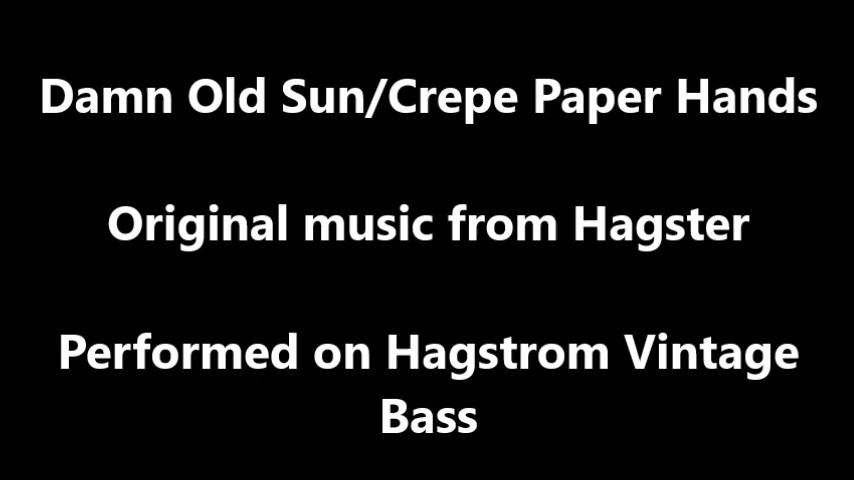 Damn Old Sun/Crepe Paper Hands
Original music from Hagster
Performed on Hagstrom Vintage
Bass